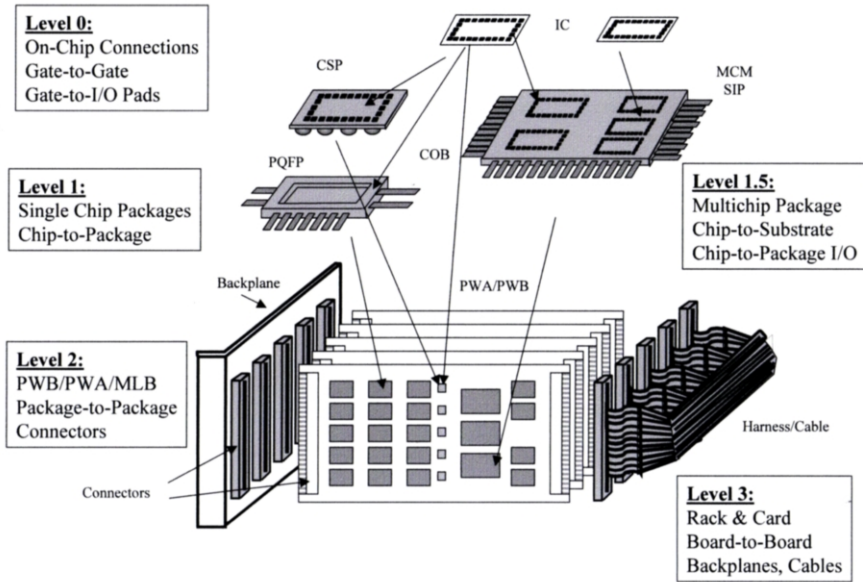 Level 0:
On-Chip Connections
Gate-to-Gate
Gate-to-I/O Pads
IC
CSP
MCM
SIP
PQFP
COB
Level 1:
Single Chip Packages
Chip-to-Package
Level 1.5:
Multichip Package
Chip-to-Substrate
Chip-to-Package I/O
Backplane
PWA/PWB
Level 2:
PWB/PWA/MLB
Package-to-Package
Connectors
Harness/Cable
Connectors
Level 3:
Rack & Card
Board-to-Board
Backplanes, Cables